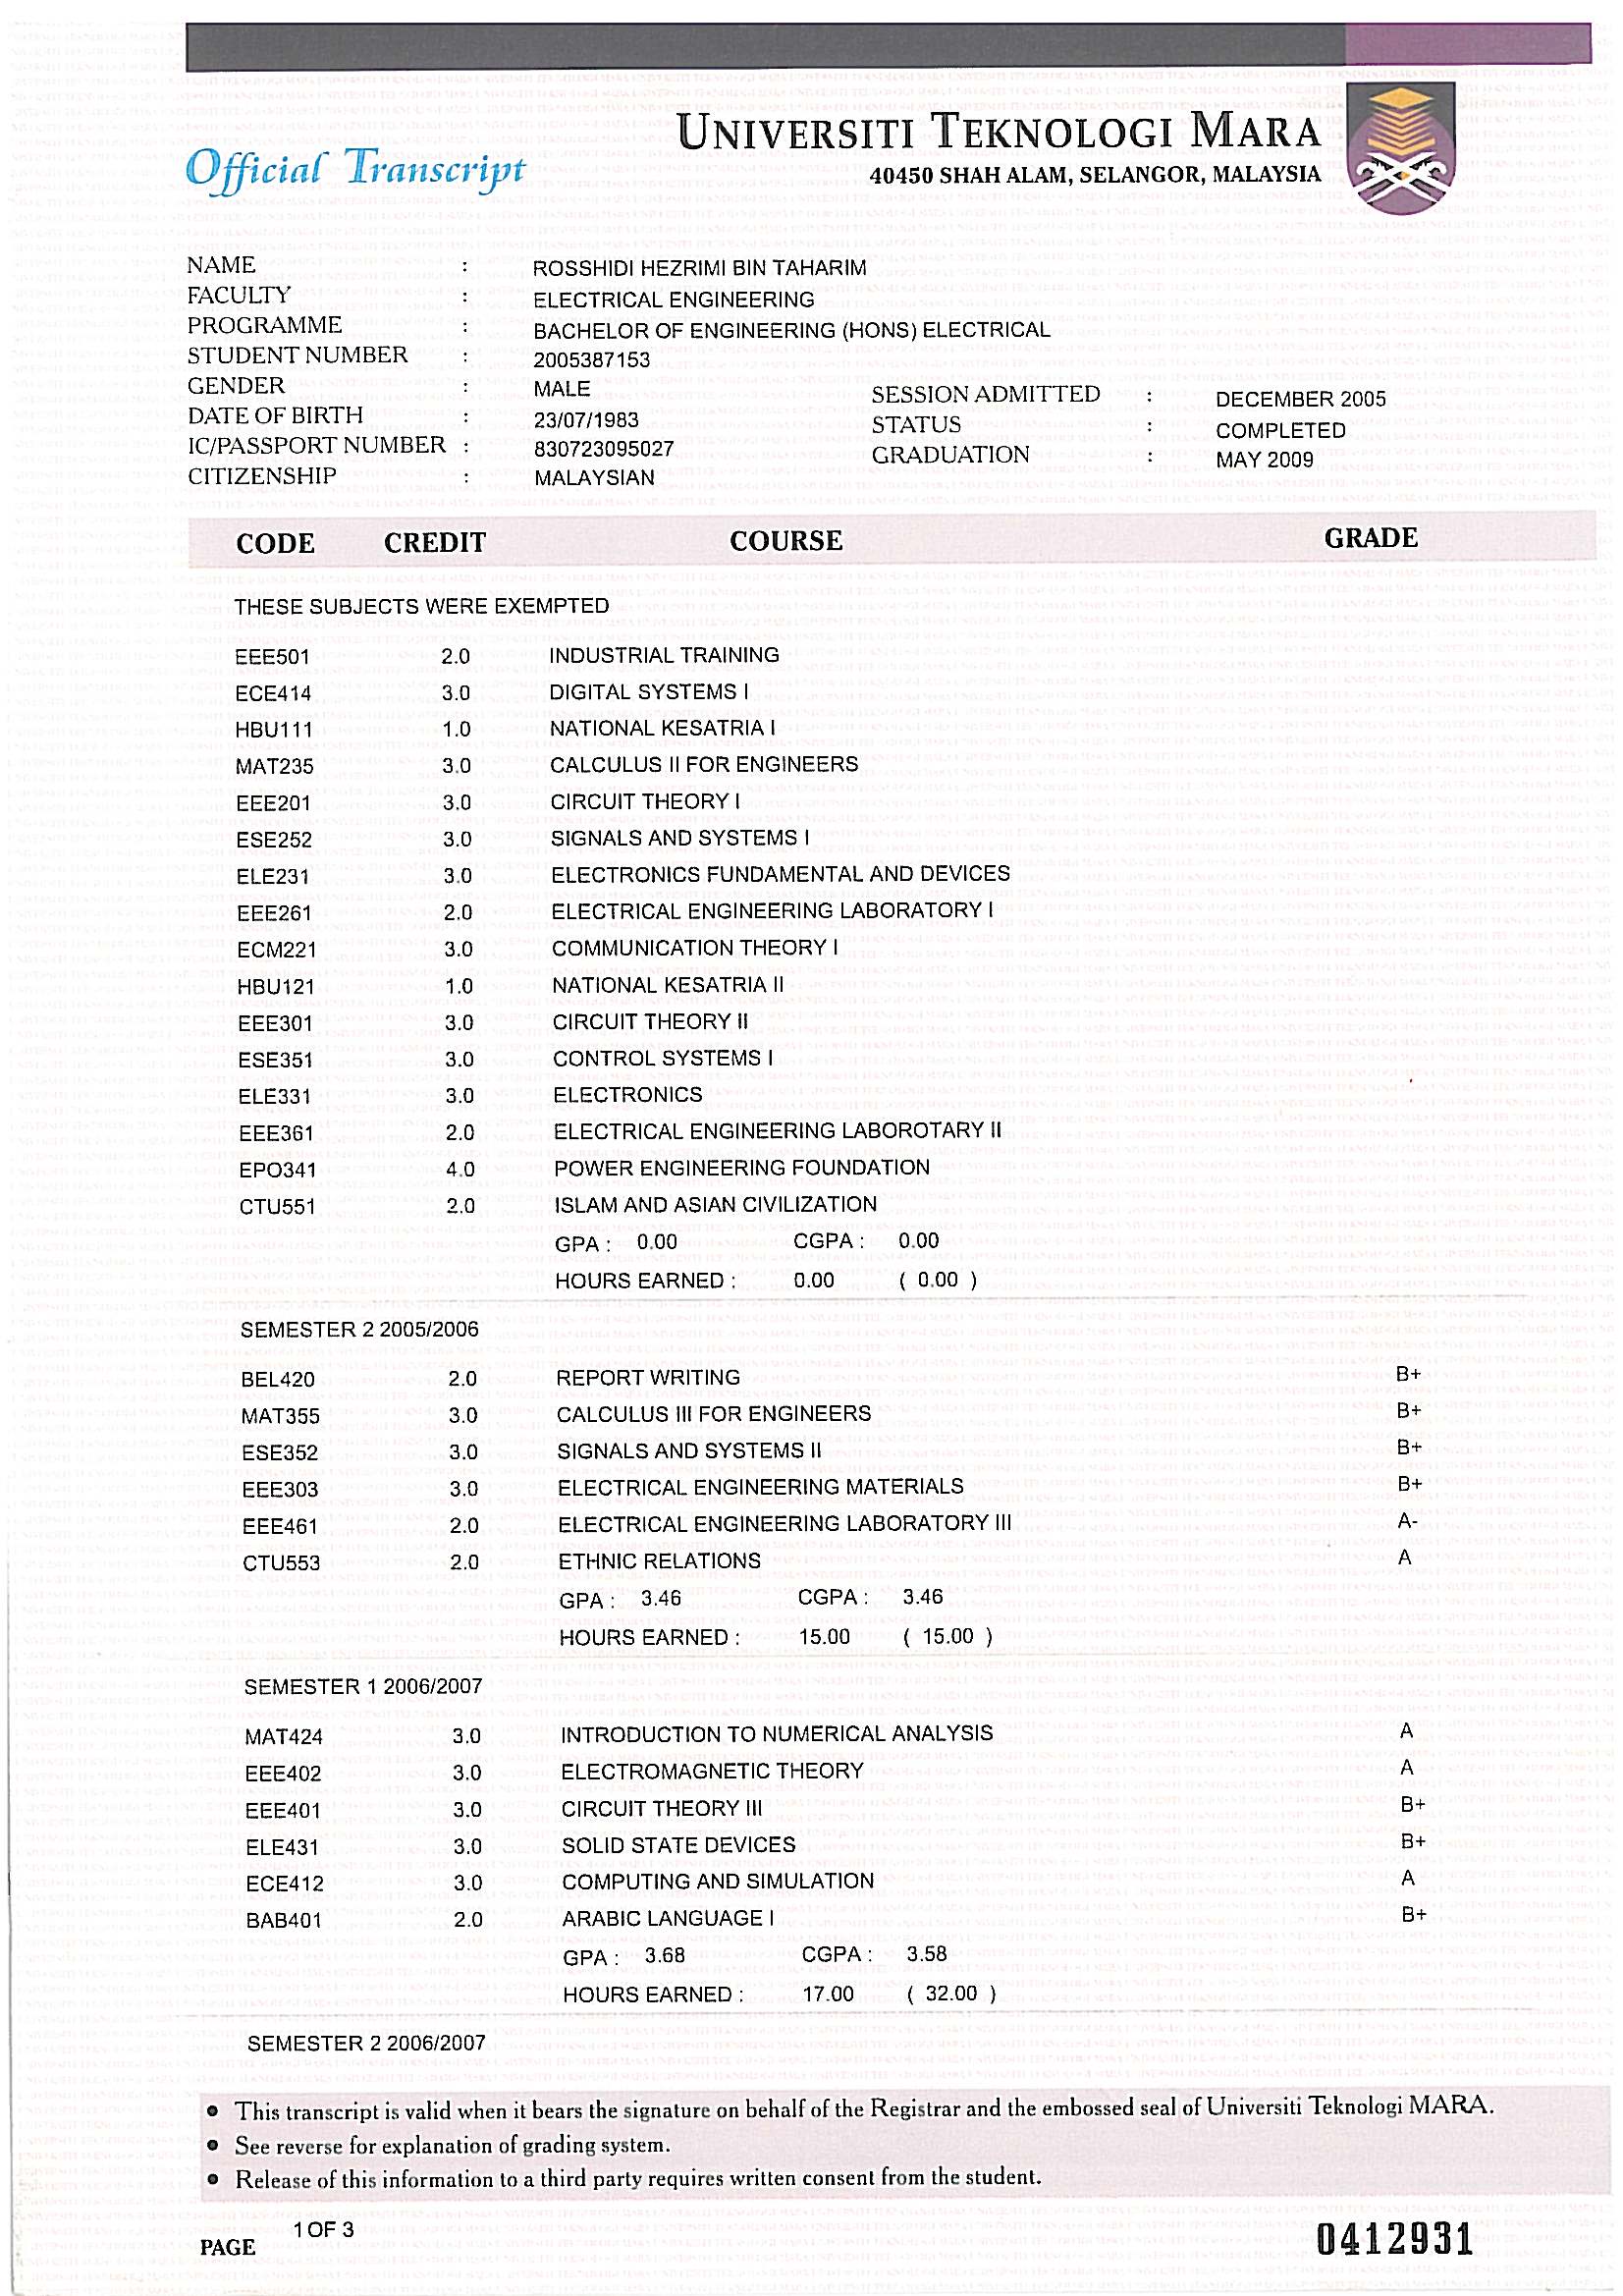 Official Transcript
UNIVERSITI TEKNOLOGI MARA
40450 SHAH ALAM, SELANGOR, MALAYSIA
NAME : ROSSHIDI HEZRIMI BIN TAHARIM
FACULTY : ELECTRICAL ENGINEERING
PROGRAMME : BACHELOR OF ENGINEERING (HONS) ELECTRICAL
STUDENT NUMBER : 2005387153
GENDER : MALE SESSION ADMITTED : DECEMBER 2005
DATE OF BIRTH : 23/07/1983 STATUS : COMPLETED
IC/PASSPORT NUMBER : 830723095027 GRADUATION : MAY 2009
CITIZENSHIP : MALAYSIAN
CODE CREDIT COURSE GRADE
THESE SUBJECTS WERE EXEMPTED
EEE501 2.0 INDUSTRIAL TRAINING
ECE414 3.0 DIGITAL SYSTEMS I
HBU111 1.0 NATIONAL KESATRIA I
MAT235 3.0 CALCULUS II FOR ENGINEERS
EEE201 3.0 CIRCUIT THEORY I
ESE252 3.0 SIGNALS AND SYSTEMS I
ELE231 3.0 ELECTRONICS FUNDAMENTAL AND DEVICES
EEE261 2.0 ELECTRICAL ENGINEERING LABORATORY I
ECM221 3.0 COMMUNICATION THEORY I
HBU121 1.0 NATIONAL KESATRIA II
EEE301 3.0 CIRCUIT THEORY II
ESE351 3.0 CONTROL SYSTEMS I
ELE331 3.0 ELECTRONICS
EEE361 2.0 ELECTRICAL ENGINEERING LABOROTARY II
EPO341 4.0 POWER ENGINEERING FOUNDATION
CTU551 2.0 ISLAM AND ASIAN CIVILIZATION
GPA : 0.00 CGPA : 0.00
HOURS EARNED : 0.00 ( 0.00 )
SEMESTER 2 2005/2006
BEL420 2.0 REPORT WRITING B+
MAT355 3.0 CALCULUS III FOR ENGINEERS B+
ESE352 3.0 SIGNALS AND SYSTEMS II B+
EEE303 3.0 ELECTRICAL ENGINEERING MATERIALS B+
EEE461 2.0 ELECTRICAL ENGINEERING LABORATORY III A-
CTU553 2.0 ETHNIC RELATIONS A
GPA : 3.46 CGPA : 3.46
HOURS EARNED : 15.00 ( 15.00 )
SEMESTER 1 2006/2007
MAT424 3.0 INTRODUCTION TO NUMERICAL ANALYSIS A
EEE402 3.0 ELECTROMAGNETIC THEORY A
EEE401 3.0 CIRCUIT THEORY III B+
ELE431 3.0 SOLID STATE DEVICES B+
ECE412 3.0 COMPUTING AND SIMULATION A
BAB401 2.0 ARABIC LANGUAGE I B+
GPA : 3.68 CGPA : 3.58
HOURS EARNED : 17.00 ( 32.00 )
SEMESTER 2 2006/2007
• This transcript is valid when it bears the signature on behalf of the Registrar and the embossed seal of Universiti Teknologi MARA.
• See reverse for explanation of grading system.
• Release of this information to a third party requires written consent from the student.
PAGE 1 OF 3
0412931